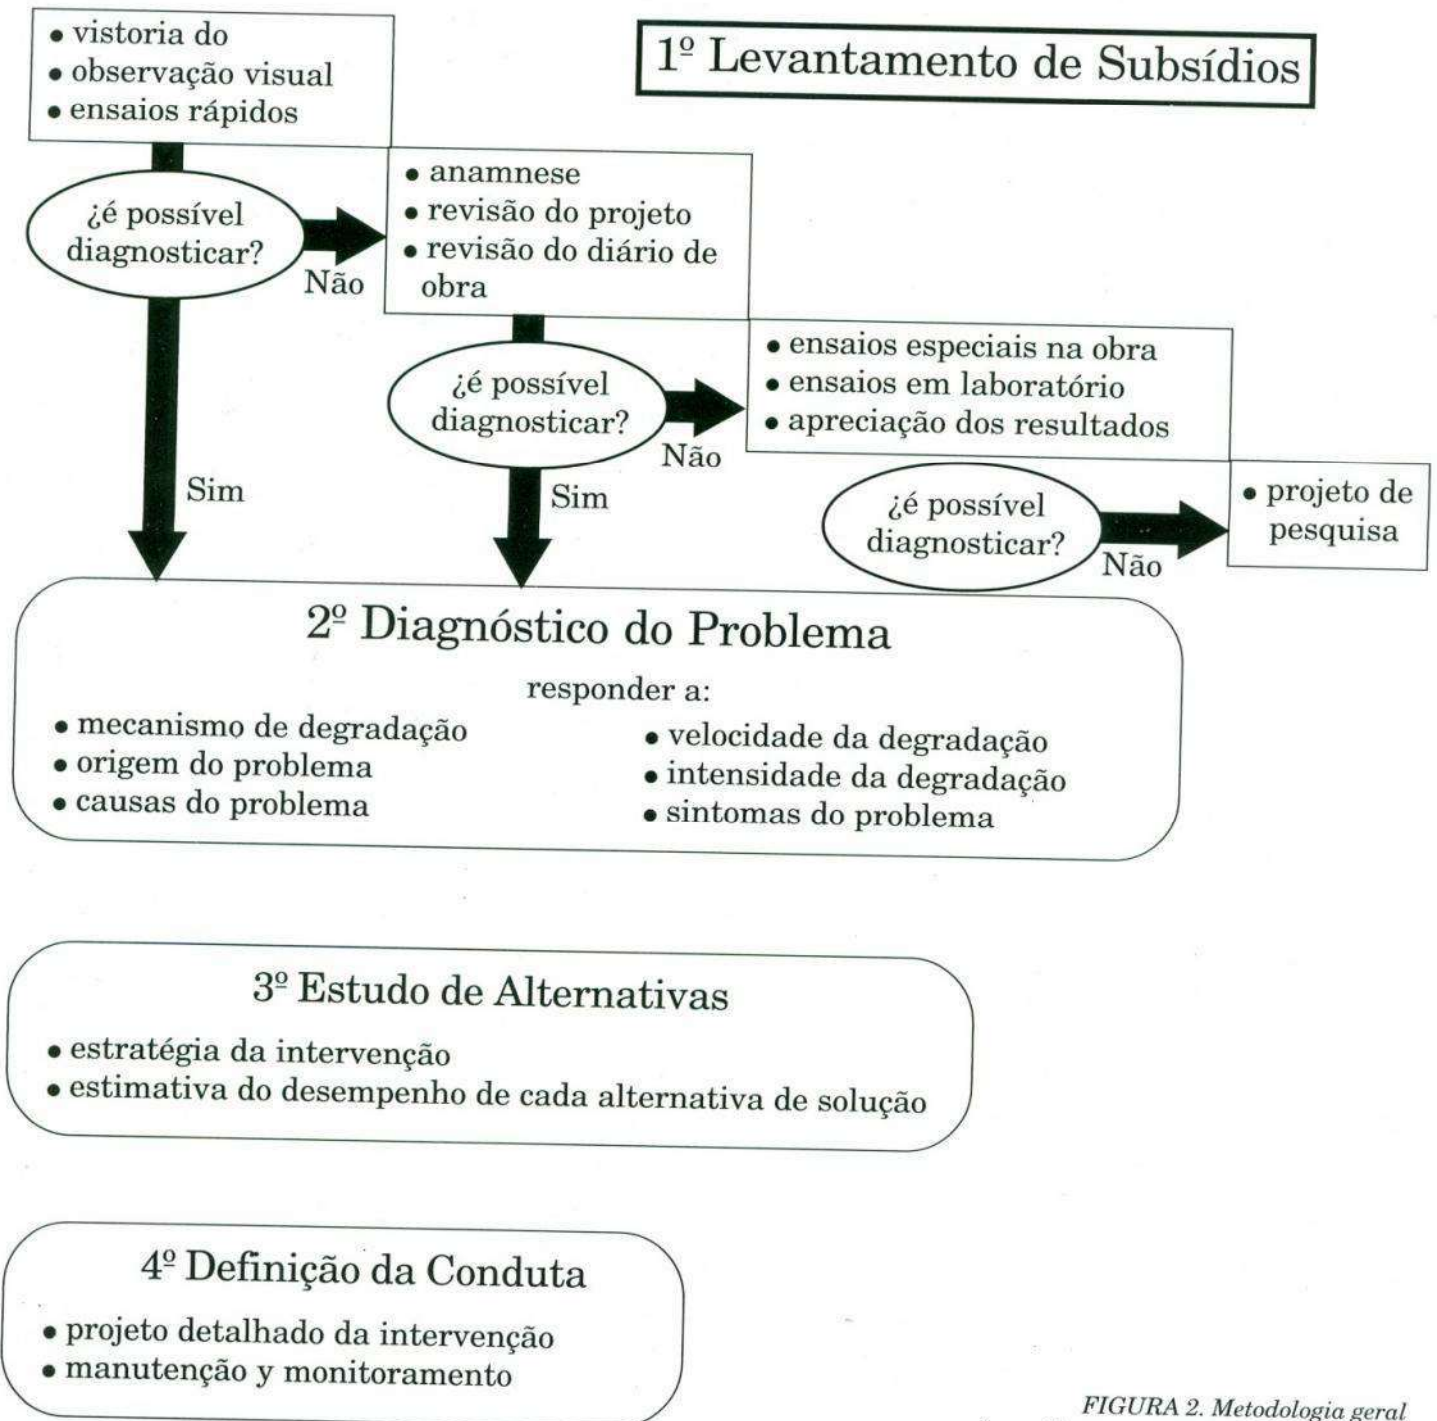 1º Levantamento de Subsídios
• vistoria do
• observação visual
• ensaios rápidos
¿é possível
diagnosticar?
Não
Sim
• anamnese
• revisão do projeto
• revisão do diário de
obra
¿é possível
diagnosticar?
Não
Sim
• ensaios especiais na obra
• ensaios em laboratório
• apreciação dos resultados
¿é possível
diagnosticar?
Não
• projeto de
pesquisa
2º Diagnóstico do Problema
responder a:
• mecanismo de degradação
• origem do problema
• causas do problema
• velocidade da degradação
• intensidade da degradação
• sintomas do problema
3º Estudo de Alternativas
• estratégia da intervenção
• estimativa do desempenho de cada alternativa de solução
4º Definição da Conduta
• projeto detalhado da intervenção
• manutenção y monitoramento
FIGURA 2. Metodologia geral